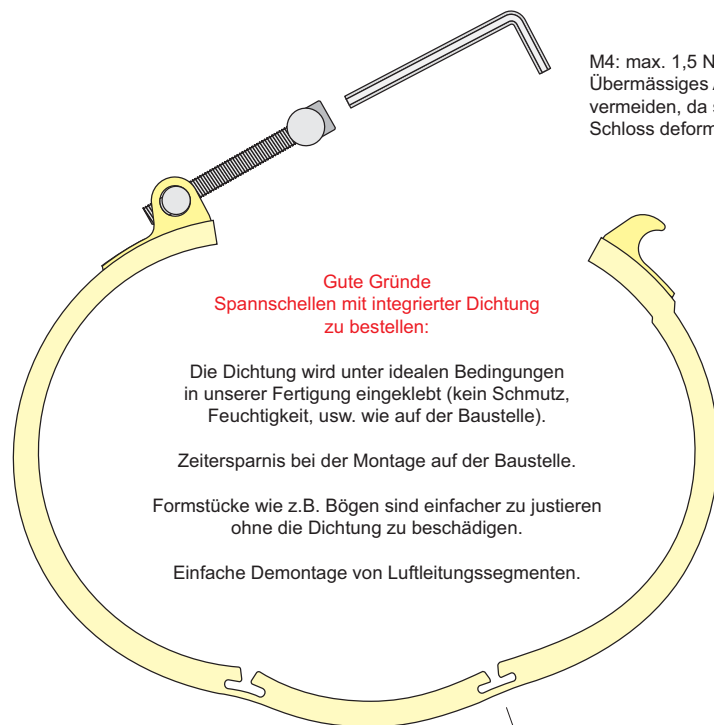 M4: max. 1,5 N
Übermässiges
vermeiden, da
Schloss deform
Gute Gründe
Spannschellen mit integrierter Dichtung
zu bestellen:
Die Dichtung wird unter idealen Bedingungen
in unserer Fertigung eingeklebt (kein Schmutz,
Feuchtigkeit, usw. wie auf der Baustelle).
Zeitersparnis bei der Montage auf der Baustelle.
Formstücke wie z.B. Bögen sind einfacher zu justieren
ohne die Dichtung zu beschädigen.
Einfache Demontage von Luftleitungssegmenten.